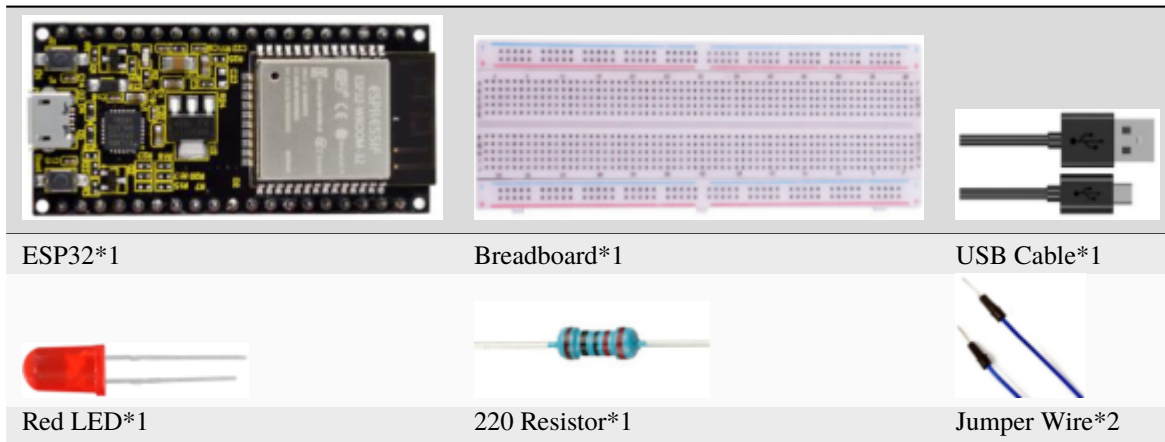 ESP32*1
Breadboard*1
USB Cable*1
Red LED*1
220 Resistor*1
Jumper Wire*2